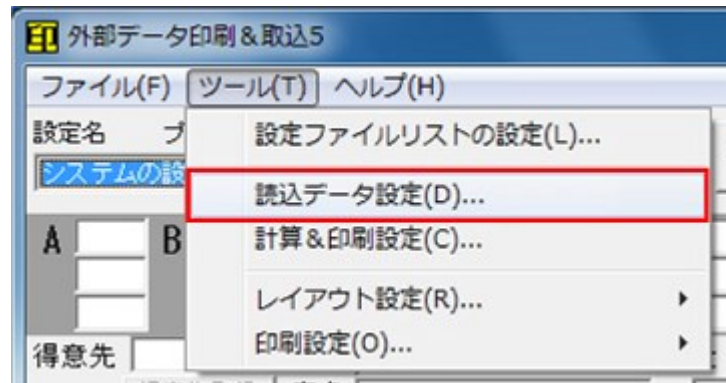 印 外部データ印刷&取込5
ファイル(F) ツール(T) ヘルプ(H)
設定名 プ
システムの設
設定ファイルリストの設定(L)...
読込データ設定(D)...
A B
計算&印刷設定(C)...
レイアウト設定(R)...
得意先
印刷設定(O)...